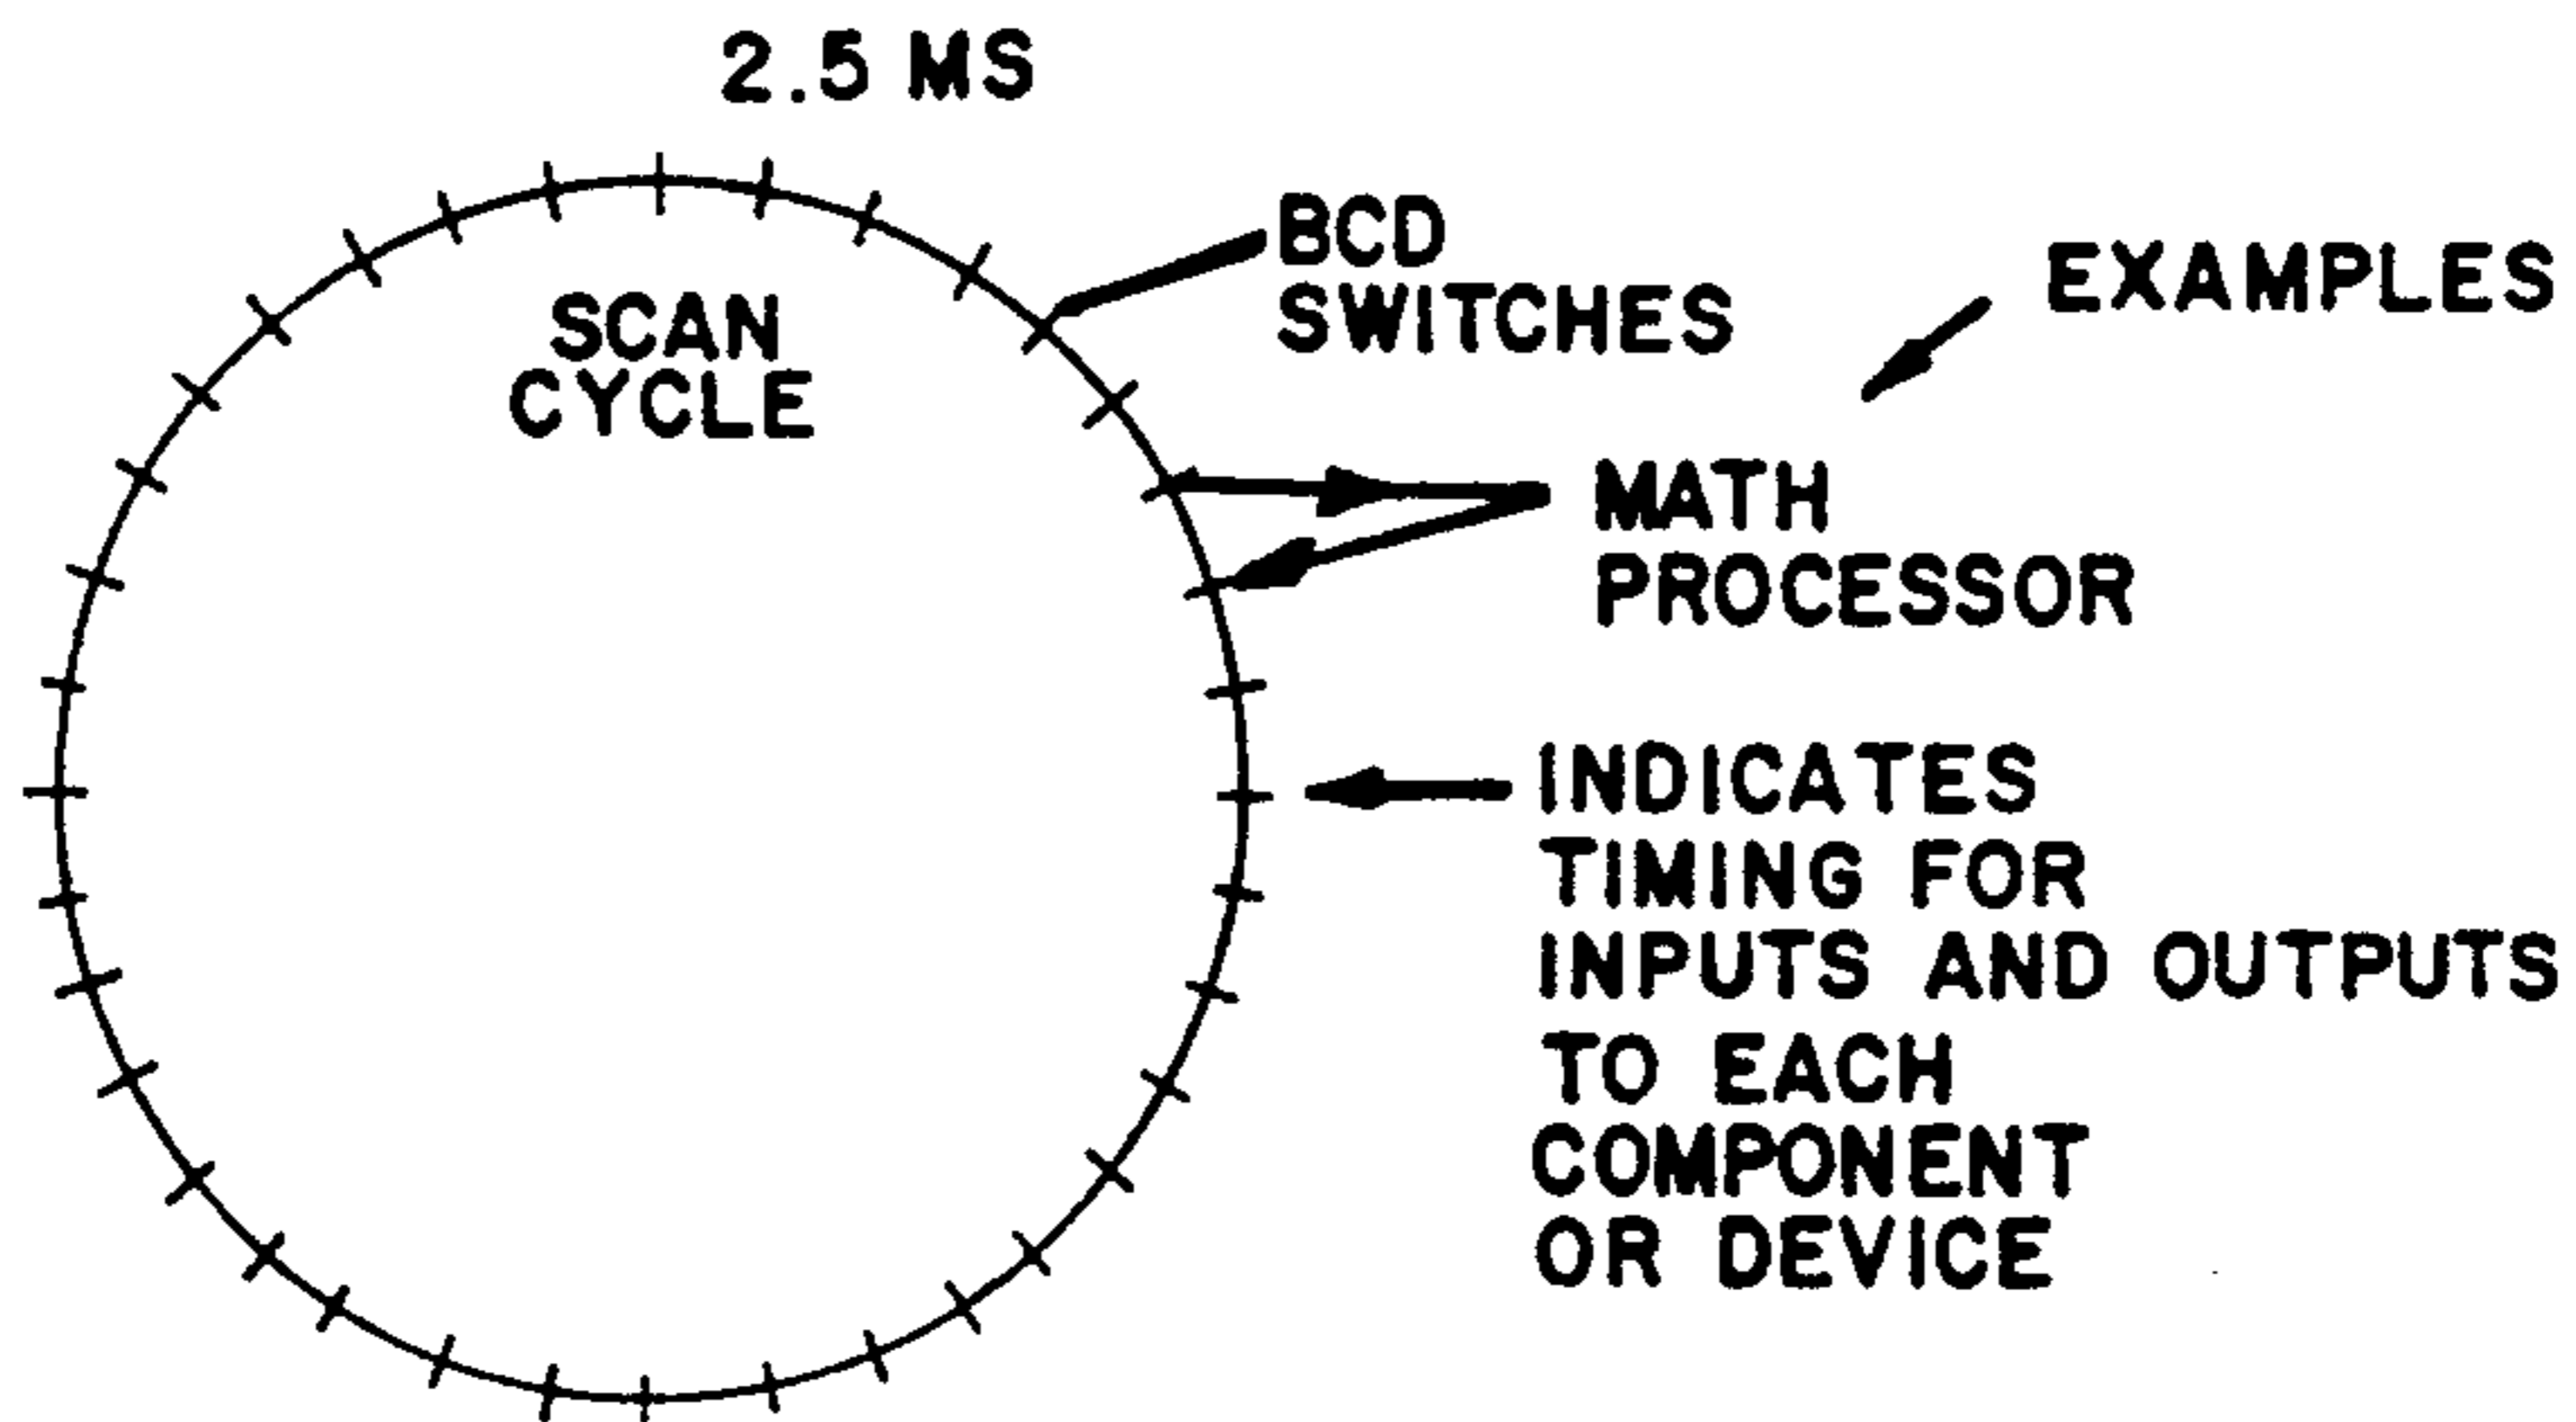 2.5 MS
SCAN
CYCLE
BCD
SWITCHES
EXAMPLES
MATH
PROCESSOR
INDICATES
TIMING FOR
INPUTS AND OUTPUTS
TO EACH
COMPONENT
OR DEVICE